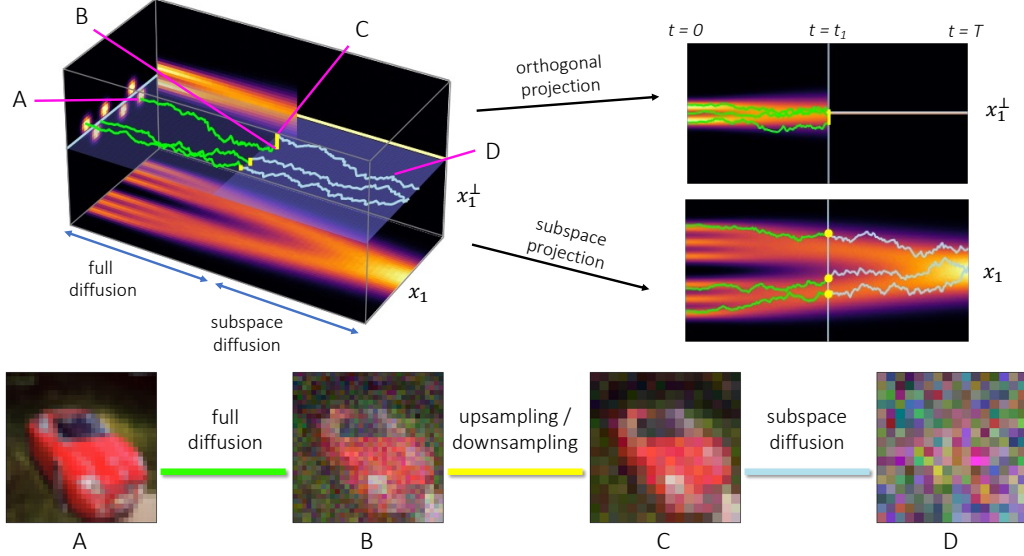 B
C
A
D
full
diffusion
subspace
diffusion
x₁
x₁^⊥
orthogonal
projection
subspace
projection
t = 0
t = t₁
t = T
x₁^⊥
x₁
full
diffusion
upsampling /
downsampling
subspace
diffusion
A
B
C
D